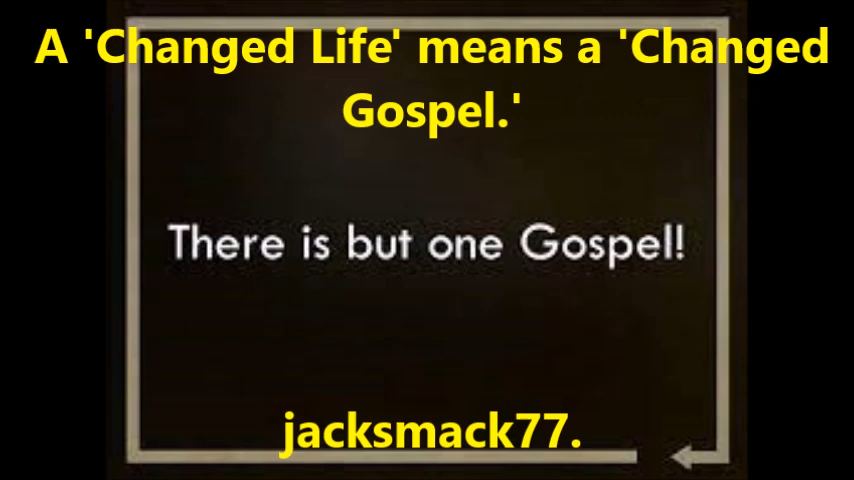 A 'Changed Life' means a 'Changed
Gospel.'
There is but one Gospel!
jacksmack77.